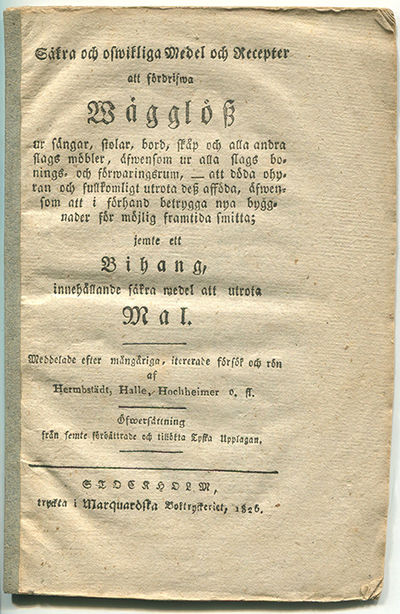 Säkra och ofwikliga Medel och Recepter
att fördrifwa
Wägglöß
ur sängar, stolar, bord, skåp och alla andra
slags möbler, äfwensom ur alla slags bo-
nings- och förwaringsrum, — att döda ohy-
ran och fullkomligt utrota deß afföda, äfwen-
som att i förhand betrygga nya bygg-
nader för möjlig framtida smitta;
jemte ett
Bihang,
innehållande säkra medel att utrota
Mal.
Meddelade efter mångåriga, itererade försök och rön
af
Hermbstädt, Halle, Hochheimer o. fl.
Öfwersättning
från femte förbättrade och tillökta Tyska Upplagan.
STOCKHOLM,
tryckta i Marquardska Boktryckeriet, 1826.